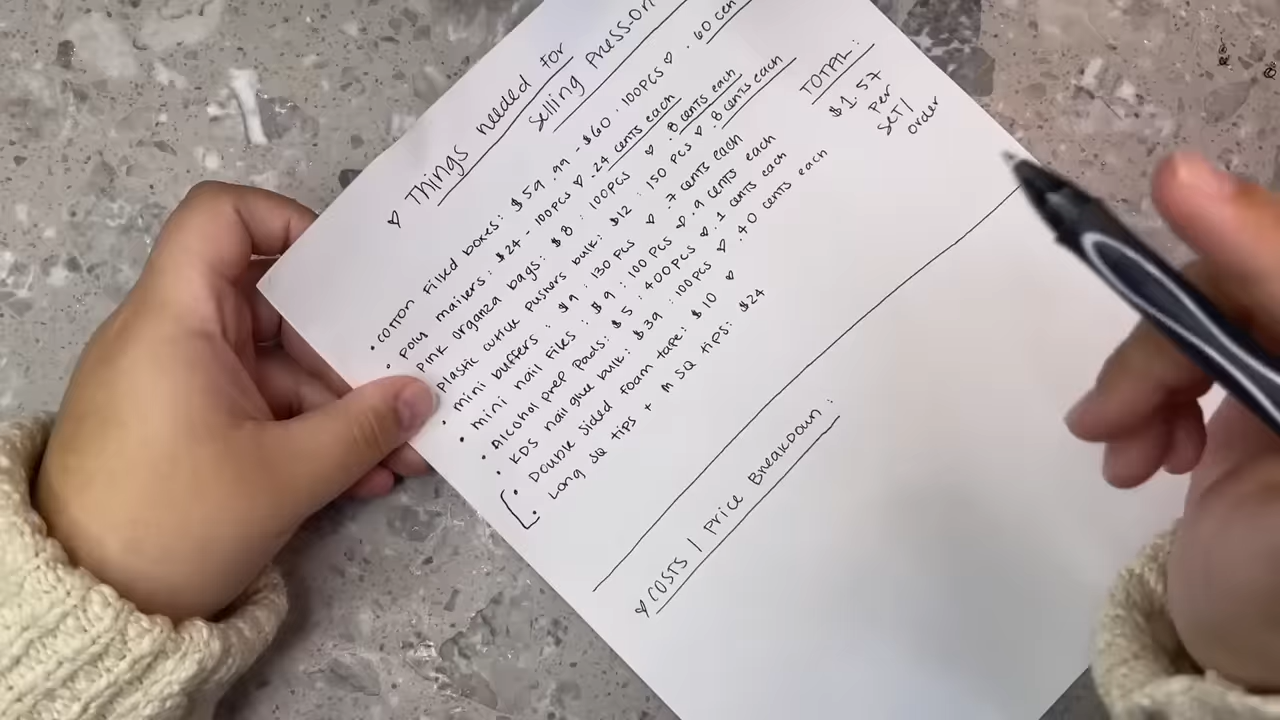 ♡ Things needed for
selling Press-on
• cotton filled boxes: $59.99 - $60 : 100pcs ♡ .60 cen
• Poly mailers: $24 - 100pcs ♡ .24 cents each
Pink organza bags: $8 : 100pcs ♡ 8 cents each
Plastic cuticle pushers bulk: $12 : 150 pcs ♡ .8 cents each
• mini buffers : $9 : 130 pcs ♡ 7 cents each
• mini nail files : $9 : 100 pcs ♡ .9 cents each
• Alcohol prep pads: $5 : 400pcs ♡ .1 cents each
• KDS nail glue bulk: $39 : 100pcs ♡ .40 cents each
• Double sided foam tape: $10 ♡
• Long SQ tips + M SQ tips: $24
TOTAL:
$1.57
Per
set/
order
♡ COSTS / Price Breakdown :